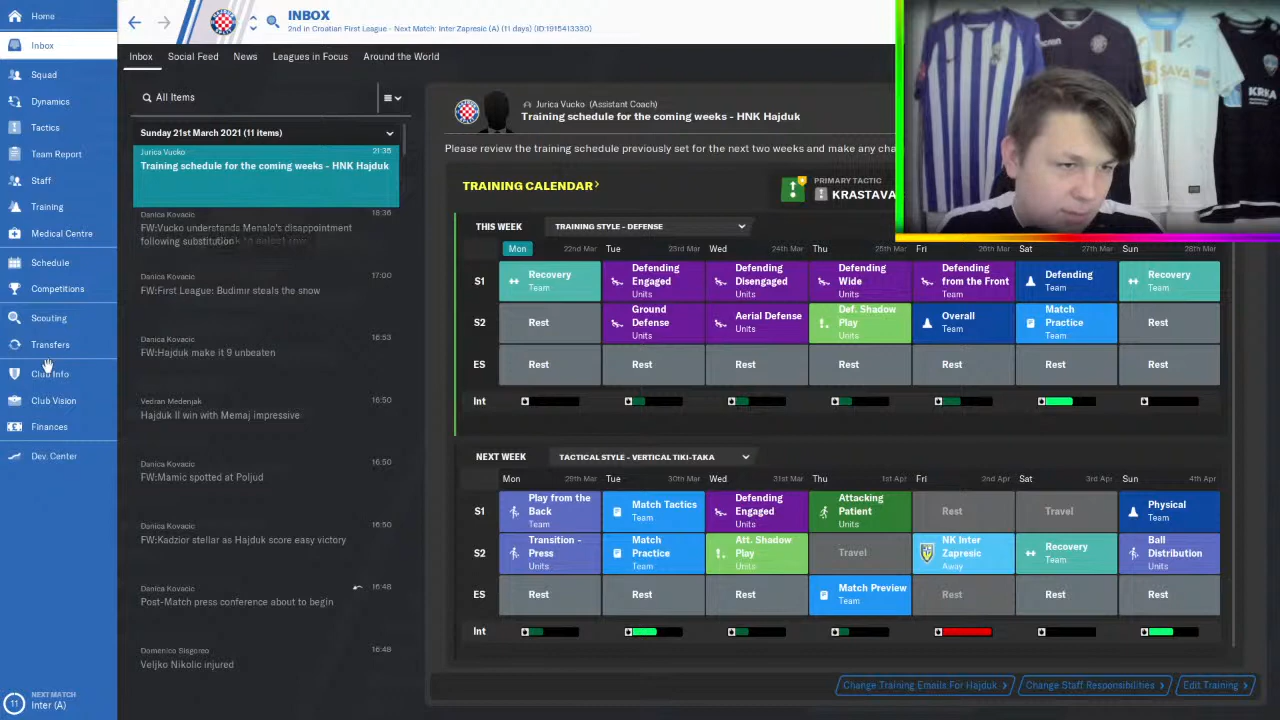 Home
Inbox
Squad
Dynamics
Tactics
Team Report
Staff
Training
Medical Centre
Schedule
Competitions
Scouting
Transfers
Club Info
Club Vision
Finances
Dev. Center
11
NEXT MATCH
Inter (A)
INBOX
2nd in Croatian First League - Next Match: Inter Zapresic (A) (11 days) (ID:1915413330)
Inbox Social Feed News Leagues in Focus Around the World
All Items
Sunday 21st March 2021 (11 items)
Jurica Vucko 21:35
Training schedule for the coming weeks - HNK Hajduk
Danica Kovacic 18:36
FW:Vucko understands Menalo's disappointment
following substitution
Danica Kovacic 17:00
FW:First League: Budimir steals the show
Danica Kovacic 16:53
FW:Hajduk make it 9 unbeaten
Vedran Medenjak 16:50
Hajduk II win with Memaj impressive
Danica Kovacic 16:50
FW:Mamic spotted at Poljud
Danica Kovacic 16:50
FW:Kadzior stellar as Hajduk score easy victory
Danica Kovacic 16:48
Post-Match press conference about to begin
Domenico Sisgoreo 16:48
Veljko Nikolic injured
Jurica Vucko (Assistant Coach)
Training schedule for the coming weeks - HNK Hajduk
Please review the training schedule previously set for the next two weeks and make any cha
TRAINING CALENDAR
PRIMARY TACTIC
KRASTAVA
THIS WEEK TRAINING STYLE - DEFENSE
Mon 22nd Mar Tue 23rd Mar Wed 24th Mar Thu 25th Mar Fri 26th Mar Sat 27th Mar Sun 28th Mar
S1 Recovery Team Defending Engaged Units Defending Disengaged Units Defending Wide Units Defending from the Front Team Defending Team Recovery Team
S2 Rest Ground Defense Units Aerial Defense Units Def. Shadow Play Units Overall Team Match Practice Team Rest
ES Rest Rest Rest Rest Rest Rest Rest
Int
NEXT WEEK TACTICAL STYLE - VERTICAL TIKI-TAKA
Mon 29th Mar Tue 30th Mar Wed 31st Mar Thu 1st Apr Fri 2nd Apr Sat 3rd Apr Sun 4th Apr
S1 Play from the Back Team Match Tactics Team Defending Engaged Units Attacking Patient Units Rest Travel Physical Team
S2 Transition - Press Units Match Practice Team Att. Shadow Play Units Travel NK Inter Zapresic Away Recovery Team Ball Distribution Units
ES Rest Rest Rest Match Preview Team Rest Rest Rest
Int
Change Training Emails For Hajduk Change Staff Responsibilities Edit Training
SAYA
KRKA